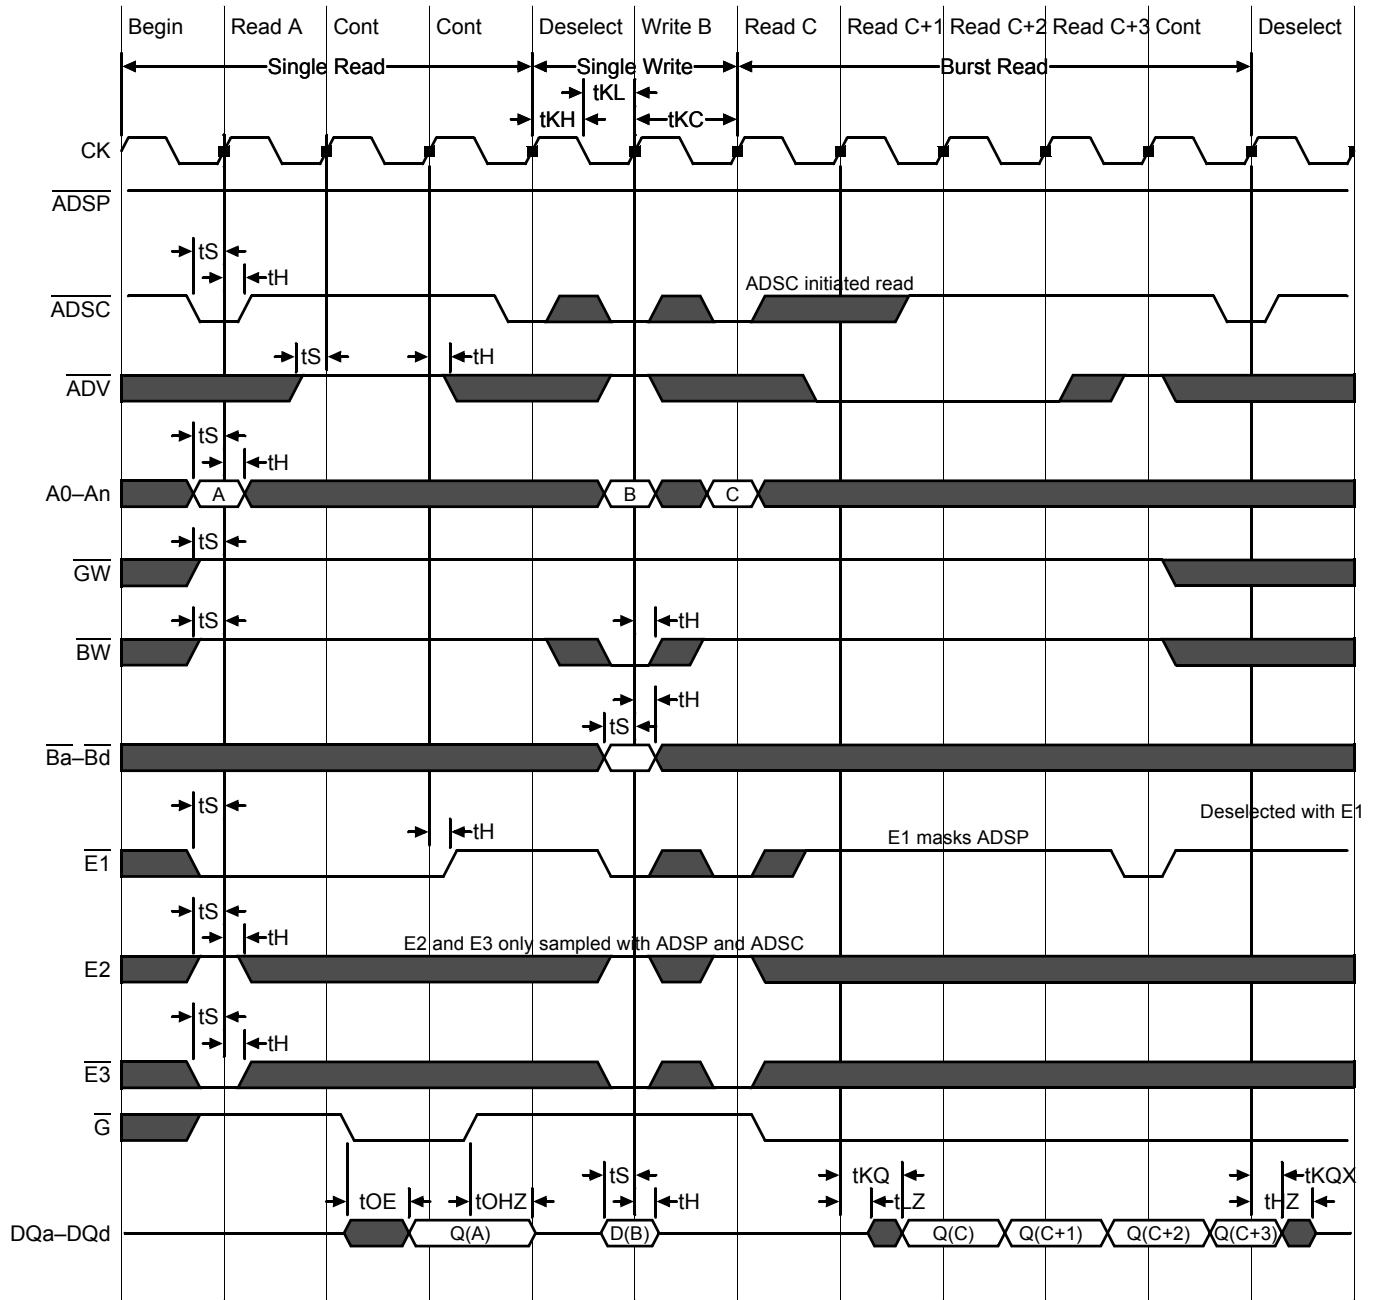 Begin Read A Cont Cont Deselect Write B Read C Read C+1 Read C+2 Read C+3 Cont Deselect
Single Read Single Write Burst Read
tKL
tKH tKC
CK
ADSP
tS
tH
ADSC initiated read
ADSC
tS tH
ADV
tS
tH
A0–An A B C
tS
GW
tS tH
BW
tH
tS
Ba–Bd
tS Deselected with E1
tH E1 masks ADSP
E1
tS
tH E2 and E3 only sampled with ADSP and ADSC
E2
tS
tH
E3
G
tS tKQ tKQX
tOE tOHZ tH tLZ tHZ
DQa–DQd Q(A) D(B) Q(C) Q(C+1) Q(C+2) Q(C+3)